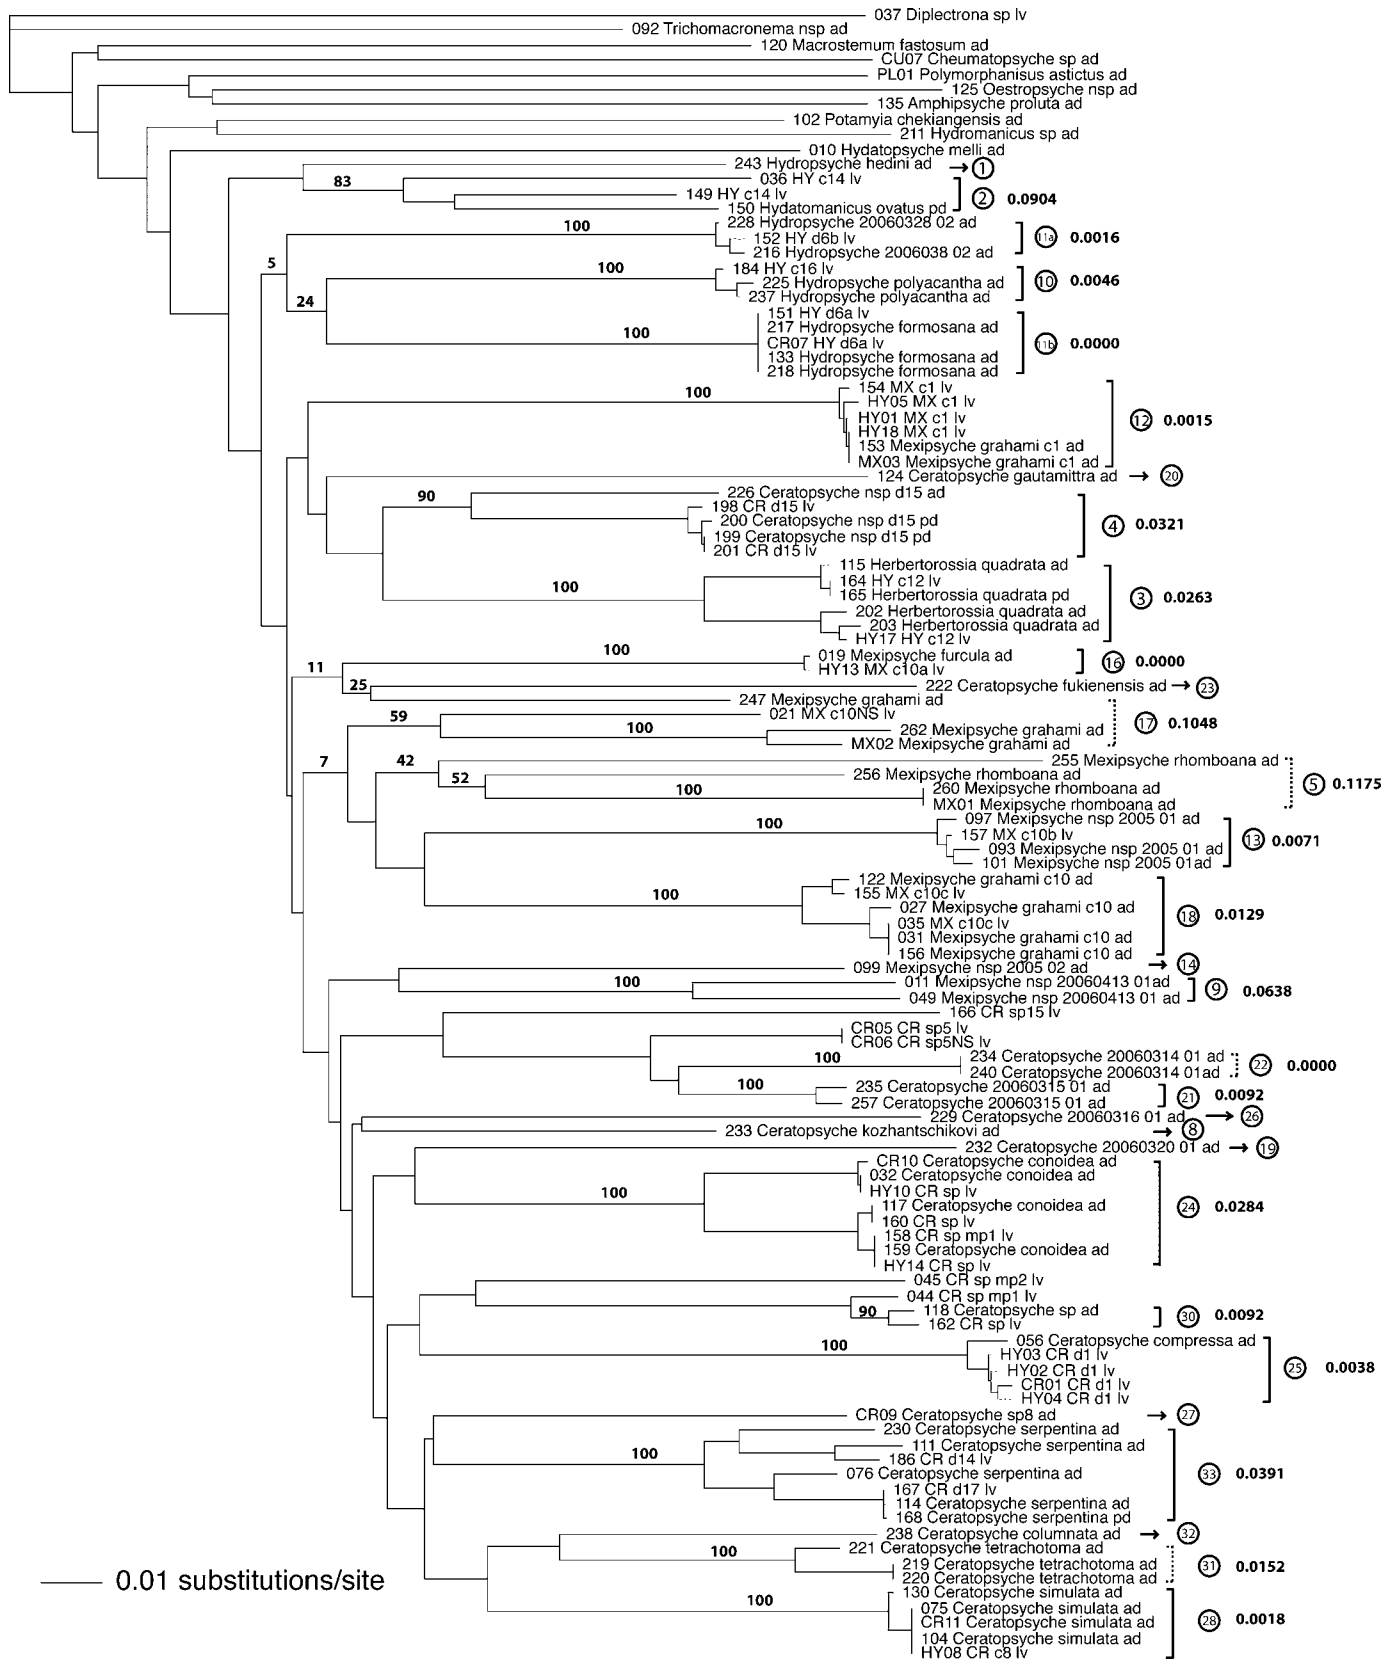 037 Diplectrona sp lv
092 Trichomacronema nsp ad
120 Macrostemum fastosum ad
CU07 Cheumatopsyche sp ad
PL01 Polymorphanisus astictus ad
125 Oestropsyche nsp ad
135 Amphipsyche proluta ad
102 Potamyia chekiangensis ad
211 Hydromanicus sp ad
010 Hydatopsyche melli ad
243 Hydropsyche hedini ad → 1
83 036 HY c14 lv
149 HY c14 lv 2 0.0904
150 Hydatomanicus ovatus pd
100 228 Hydropsyche 20060328 02 ad
152 HY d6b lv 11a 0.0016
216 Hydropsyche 2006038 02 ad
5
100 184 HY c16 lv
225 Hydropsyche polyacantha ad 10 0.0046
237 Hydropsyche polyacantha ad
24
151 HY d6a lv
217 Hydropsyche formosana ad
100 CR07 HY d6a lv 11b 0.0000
133 Hydropsyche formosana ad
218 Hydropsyche formosana ad
100 154 MX c1 lv
HY05 MX c1 lv
HY01 MX c1 lv 12 0.0015
HY18 MX c1 lv
153 Mexipsyche grahami c1 ad
MX03 Mexipsyche grahami c1 ad
124 Ceratopsyche gautamittra ad → 20
90 226 Ceratopsyche nsp d15 ad
198 CR d15 lv
200 Ceratopsyche nsp d15 pd 4 0.0321
199 Ceratopsyche nsp d15 pd
201 CR d15 lv
115 Herbertorossia quadrata ad
100 164 HY c12 lv
165 Herbertorossia quadrata pd 3 0.0263
202 Herbertorossia quadrata ad
203 Herbertorossia quadrata ad
HY17 HY c12 lv
100 019 Mexipsyche furcula ad 16 0.0000
11 HY13 MX c10a lv
25 222 Ceratopsyche fukienensis ad → 23
247 Mexipsyche grahami ad
59 021 MX c10NS lv 17 0.1048
100 262 Mexipsyche grahami ad
MX02 Mexipsyche grahami ad
7 42 255 Mexipsyche rhomboana ad
52 256 Mexipsyche rhomboana ad 5 0.1175
100 260 Mexipsyche rhomboana ad
MX01 Mexipsyche rhomboana ad
100 097 Mexipsyche nsp 2005 01 ad
157 MX c10b lv 13 0.0071
093 Mexipsyche nsp 2005 01 ad
101 Mexipsyche nsp 2005 01ad
122 Mexipsyche grahami c10 ad
100 155 MX c10c lv
027 Mexipsyche grahami c10 ad 18 0.0129
035 MX c10c lv
031 Mexipsyche grahami c10 ad
156 Mexipsyche grahami c10 ad
099 Mexipsyche nsp 2005 02 ad → 14
100 011 Mexipsyche nsp 20060413 01ad 9 0.0638
049 Mexipsyche nsp 20060413 01 ad
166 CR sp15 lv
CR05 CR sp5 lv
CR06 CR sp5NS lv
100 234 Ceratopsyche 20060314 01 ad 22 0.0000
240 Ceratopsyche 20060314 01ad
100 235 Ceratopsyche 20060315 01 ad 21 0.0092
257 Ceratopsyche 20060315 01 ad
229 Ceratopsyche 20060316 01 ad → 26
233 Ceratopsyche kozhantschikovi ad → 8
232 Ceratopsyche 20060320 01 ad → 19
CR10 Ceratopsyche conoidea ad
032 Ceratopsyche conoidea ad
100 HY10 CR sp lv
117 Ceratopsyche conoidea ad 24 0.0284
160 CR sp lv
158 CR sp mp1 lv
159 Ceratopsyche conoidea ad
HY14 CR sp lv
045 CR sp mp2 lv
044 CR sp mp1 lv
90 118 Ceratopsyche sp ad 30 0.0092
162 CR sp lv
100 056 Ceratopsyche compressa ad
HY03 CR d1 lv
HY02 CR d1 lv 25 0.0038
CR01 CR d1 lv
HY04 CR d1 lv
CR09 Ceratopsyche sp8 ad → 27
230 Ceratopsyche serpentina ad
100 111 Ceratopsyche serpentina ad
186 CR d14 lv
076 Ceratopsyche serpentina ad 33 0.0391
167 CR d17 lv
114 Ceratopsyche serpentina ad
168 Ceratopsyche serpentina pd
238 Ceratopsyche columnata ad → 32
100 221 Ceratopsyche tetrachotoma ad
219 Ceratopsyche tetrachotoma ad 31 0.0152
220 Ceratopsyche tetrachotoma ad
100 130 Ceratopsyche simulata ad
075 Ceratopsyche simulata ad
CR11 Ceratopsyche simulata ad 28 0.0018
104 Ceratopsyche simulata ad
HY08 CR c8 lv
0.01 substitutions/site